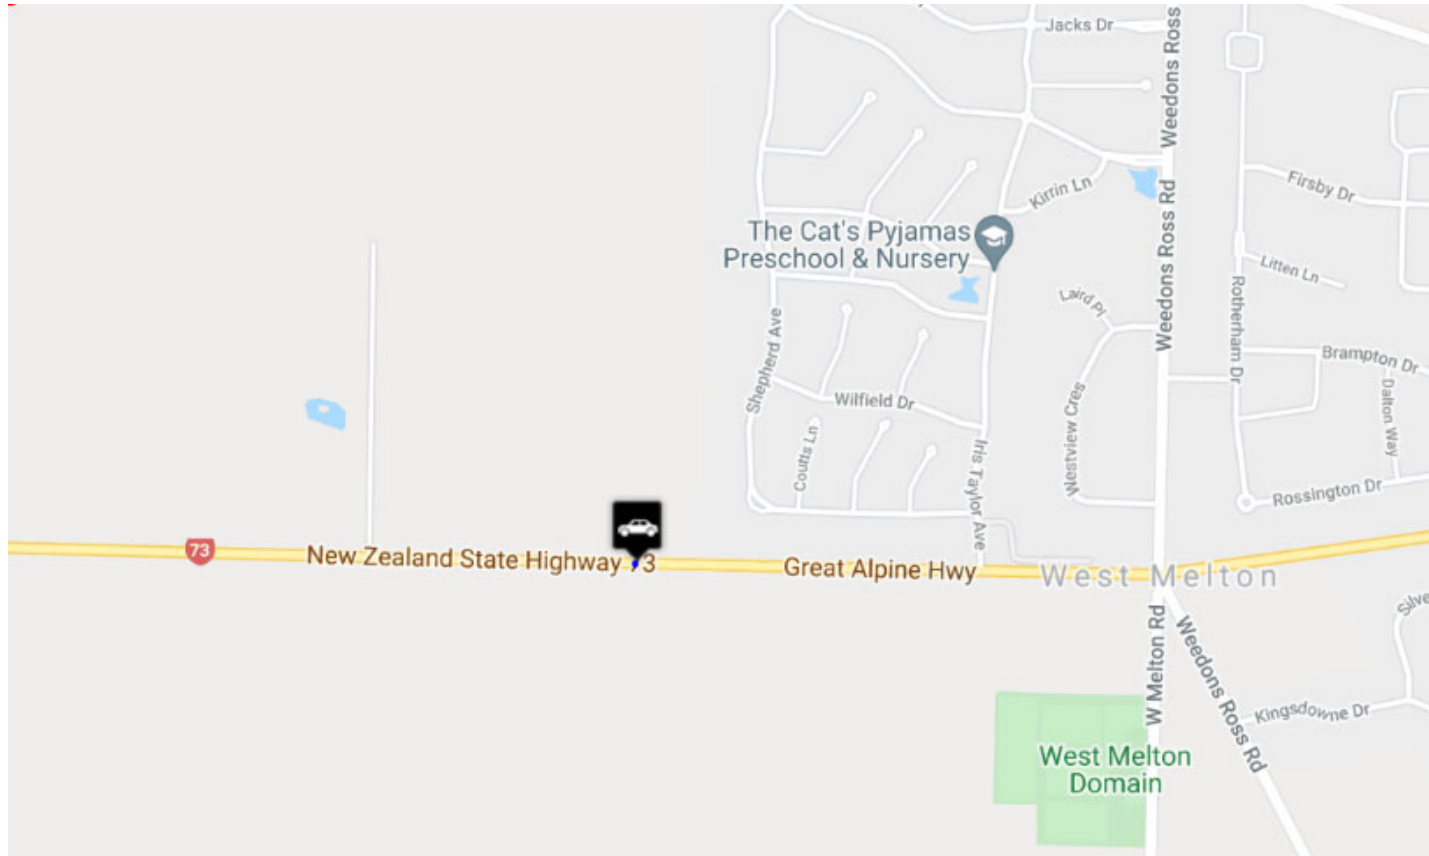 Jacks Dr
Weedons Ross
Firsby Dr
Kirrin Ln
Weedons Ross Rd
The Cat's Pyjamas
Preschool & Nursery
Litten Ln
Laird Pl
Rotherham Dr
Shepherd Ave
Brampton Dr
Dalton Way
Wilfield Dr
Westview Cres
Coutts Ln
Iris Taylor Ave
Rossington Dr
73
New Zealand State Highway 73
Great Alpine Hwy
West Melton
W Melton Rd
Weedons Ross Rd
Kingsdowne Dr
West Melton
Domain